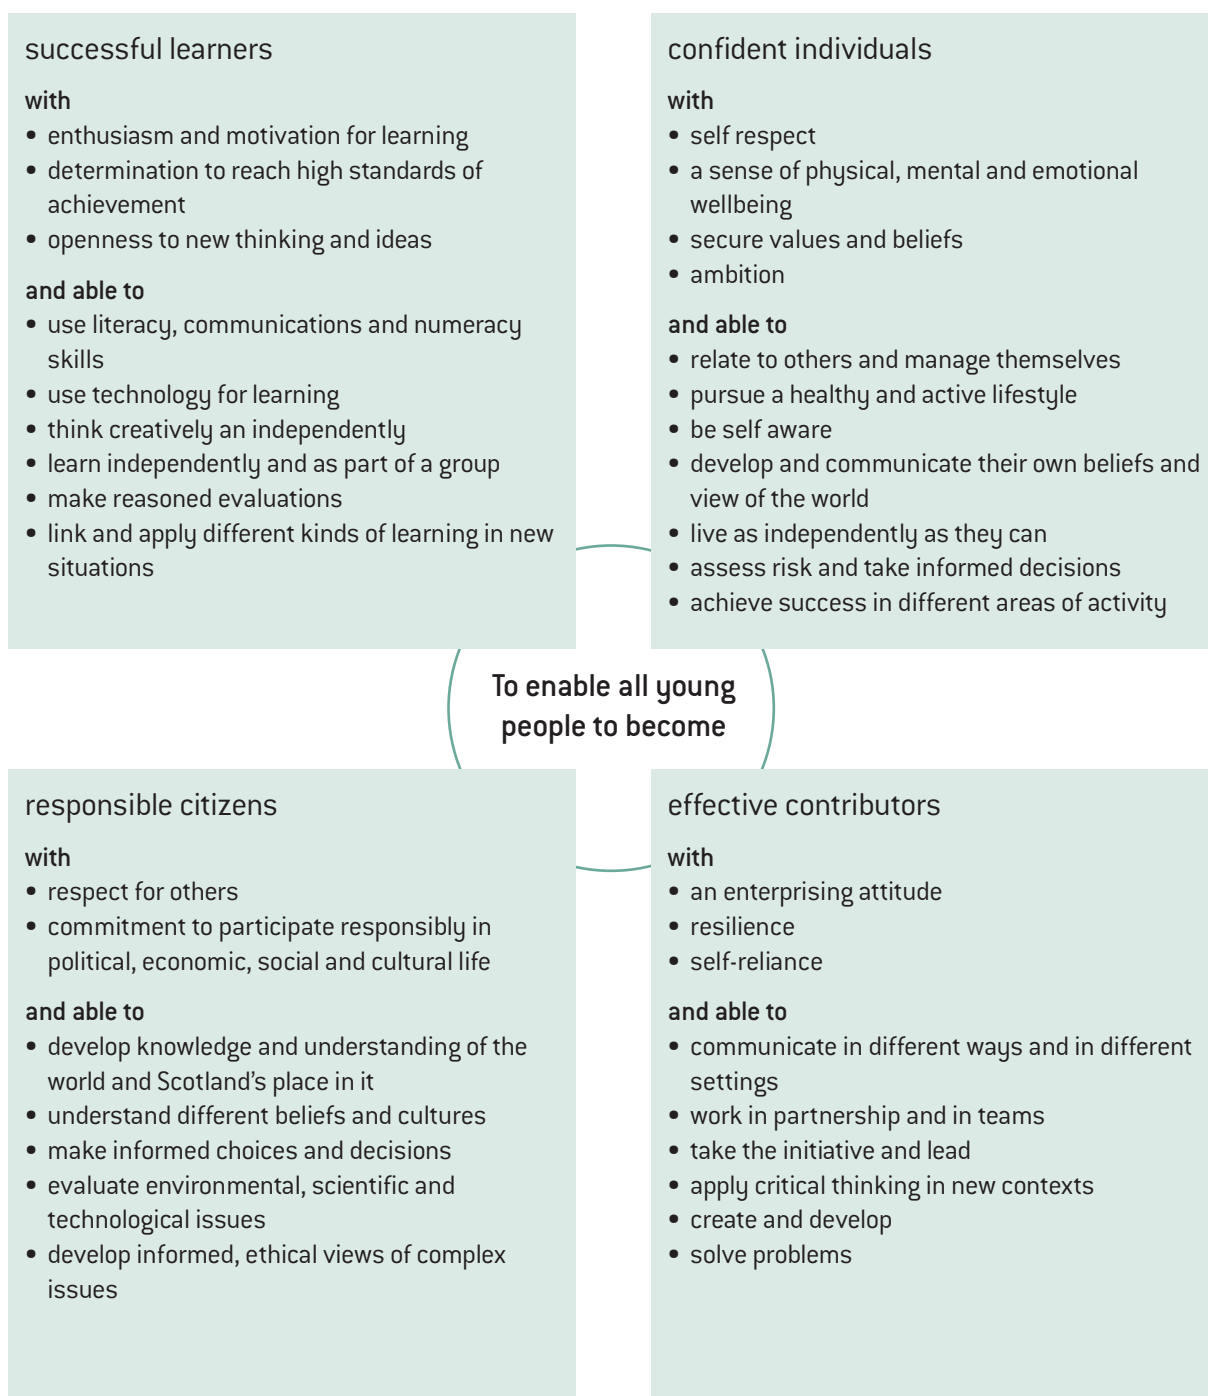 successful learners
with
• enthusiasm and motivation for learning
• determination to reach high standards of
achievement
• openness to new thinking and ideas
and able to
• use literacy, communications and numeracy
skills
• use technology for learning
• think creatively an independently
• learn independently and as part of a group
• make reasoned evaluations
• link and apply different kinds of learning in new
situations
confident individuals
with
• self respect
• a sense of physical, mental and emotional
wellbeing
• secure values and beliefs
• ambition
and able to
• relate to others and manage themselves
• pursue a healthy and active lifestyle
• be self aware
• develop and communicate their own beliefs and
view of the world
• live as independently as they can
• assess risk and take informed decisions
• achieve success in different areas of activity
To enable all young
people to become
responsible citizens
with
• respect for others
• commitment to participate responsibly in
political, economic, social and cultural life
and able to
• develop knowledge and understanding of the
world and Scotland's place in it
• understand different beliefs and cultures
• make informed choices and decisions
• evaluate environmental, scientific and
technological issues
• develop informed, ethical views of complex
issues
effective contributors
with
• an enterprising attitude
• resilience
• self-reliance
and able to
• communicate in different ways and in different
settings
• work in partnership and in teams
• take the initiative and lead
• apply critical thinking in new contexts
• create and develop
• solve problems